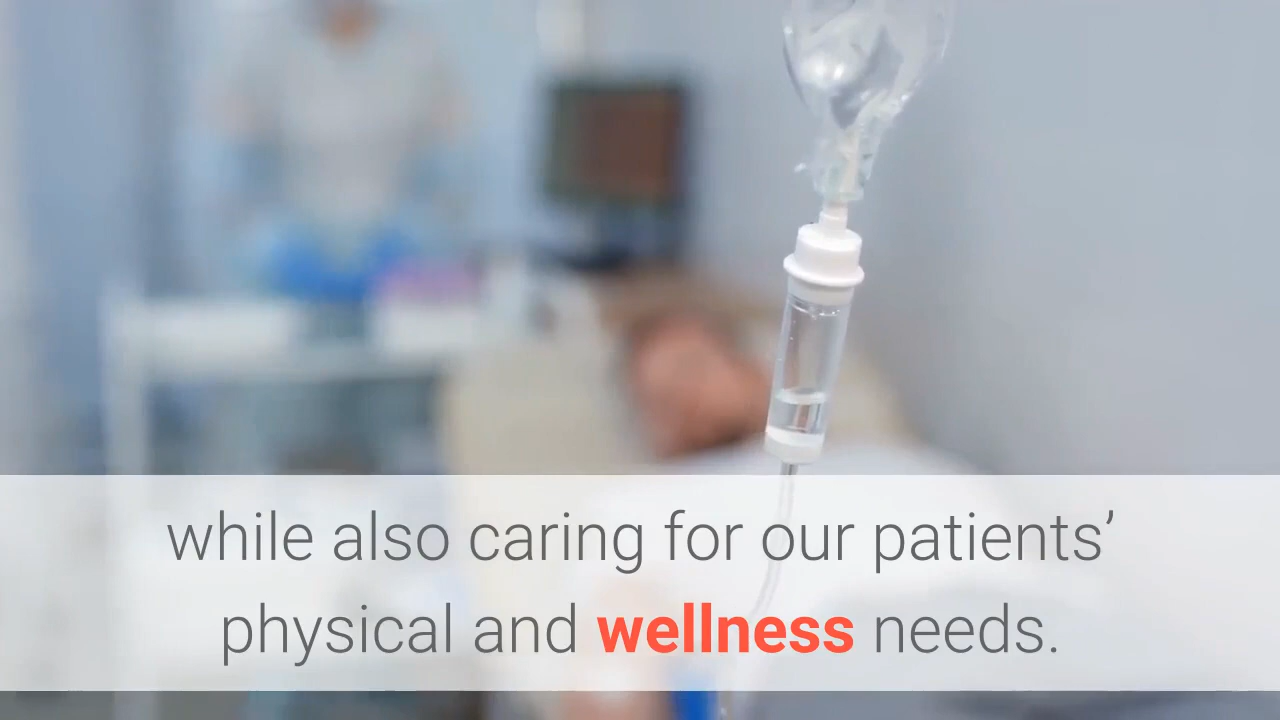 while also caring for our patients’
physical and wellness needs.